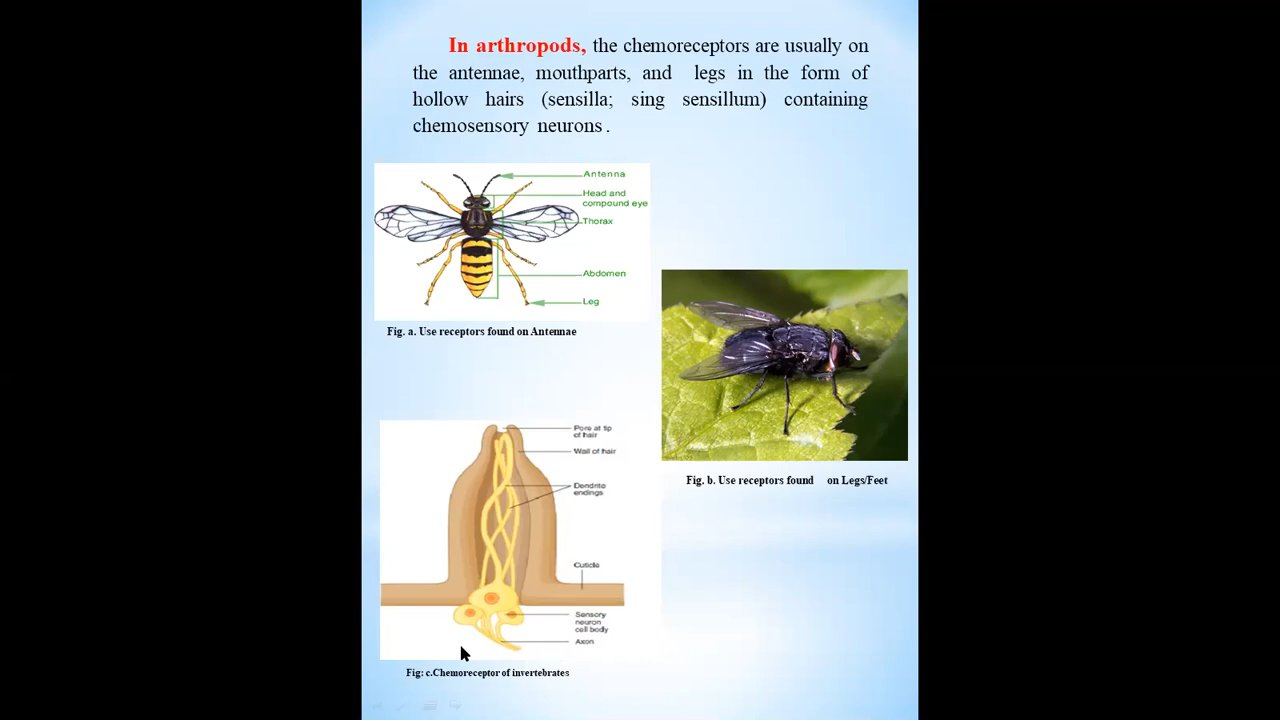 In arthropods, the chemoreceptors are usually on
the antennae, mouthparts, and legs in the form of
hollow hairs (sensilla; sing sensillum) containing
chemosensory neurons .
Antenna
Head and
compound eye
Thorax
Abdomen
Leg
Fig. a. Use receptors found on Antennae
Fig. b. Use receptors found on Legs/Feet
Pore at tip
of hair
Wall of hair
Dendrite
endings
Cuticle
Sensory
neuron
cell body
Axon
Fig: c.Chemoreceptor of invertebrates